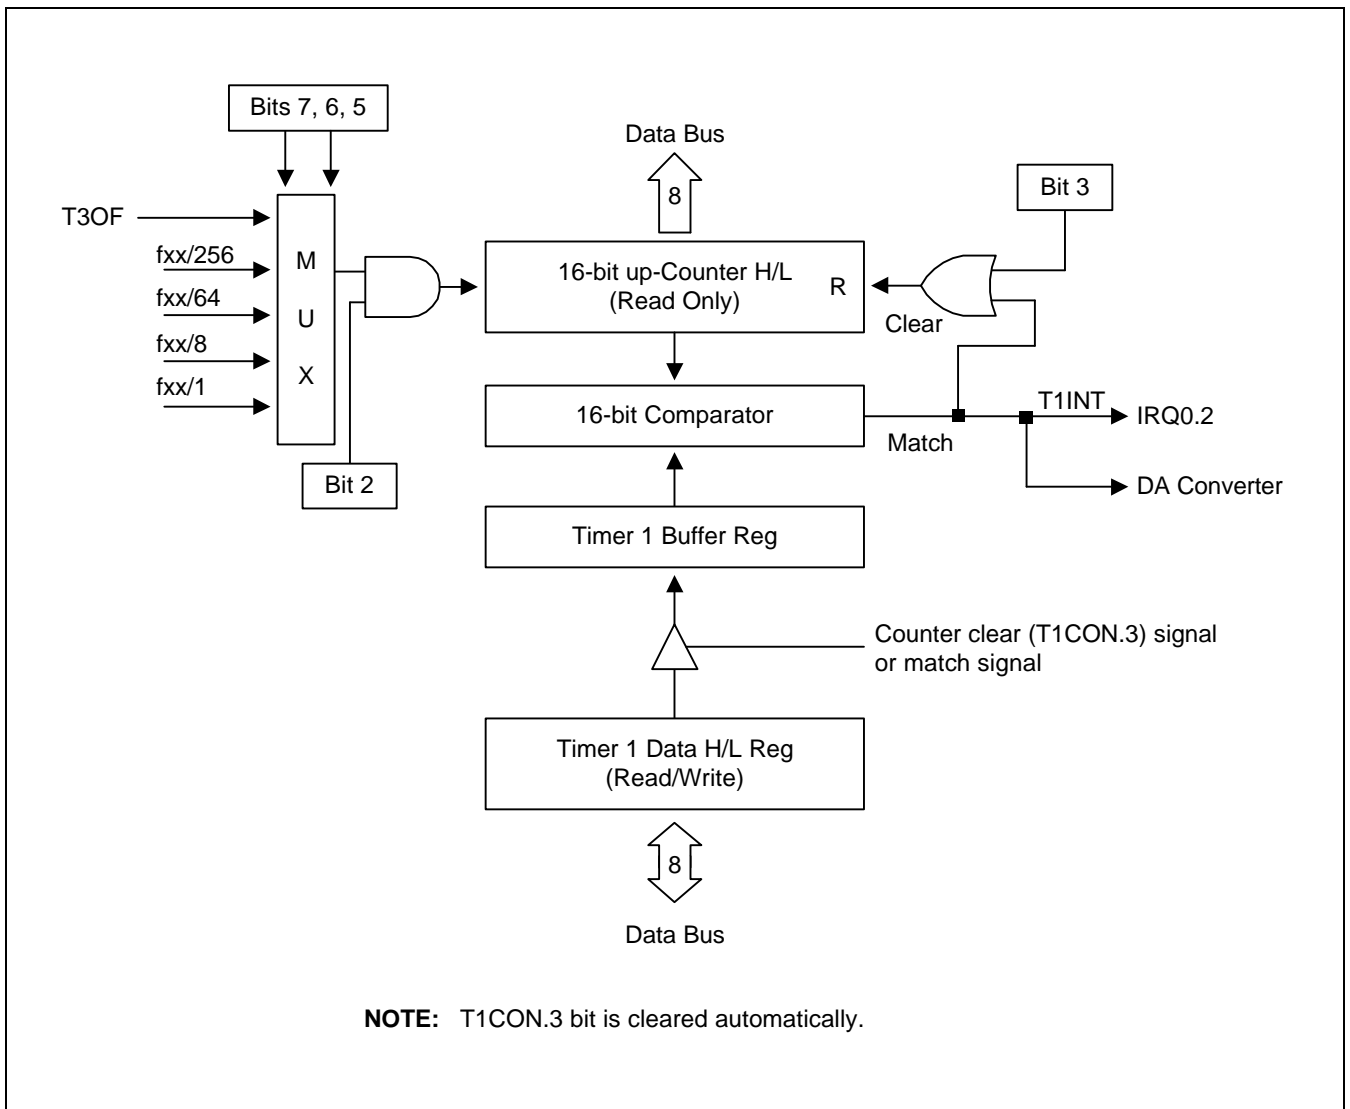 Bits 7, 6, 5
Data Bus
8
Bit 3
T3OF
fxx/256
fxx/64
fxx/8
fxx/1
M
U
X
16-bit up-Counter H/L
(Read Only)
R
Clear
16-bit Comparator
Match
T1INT
IRQ0.2
DA Converter
Bit 2
Timer 1 Buffer Reg
Counter clear (T1CON.3) signal
or match signal
Timer 1 Data H/L Reg
(Read/Write)
8
Data Bus
NOTE: T1CON.3 bit is cleared automatically.